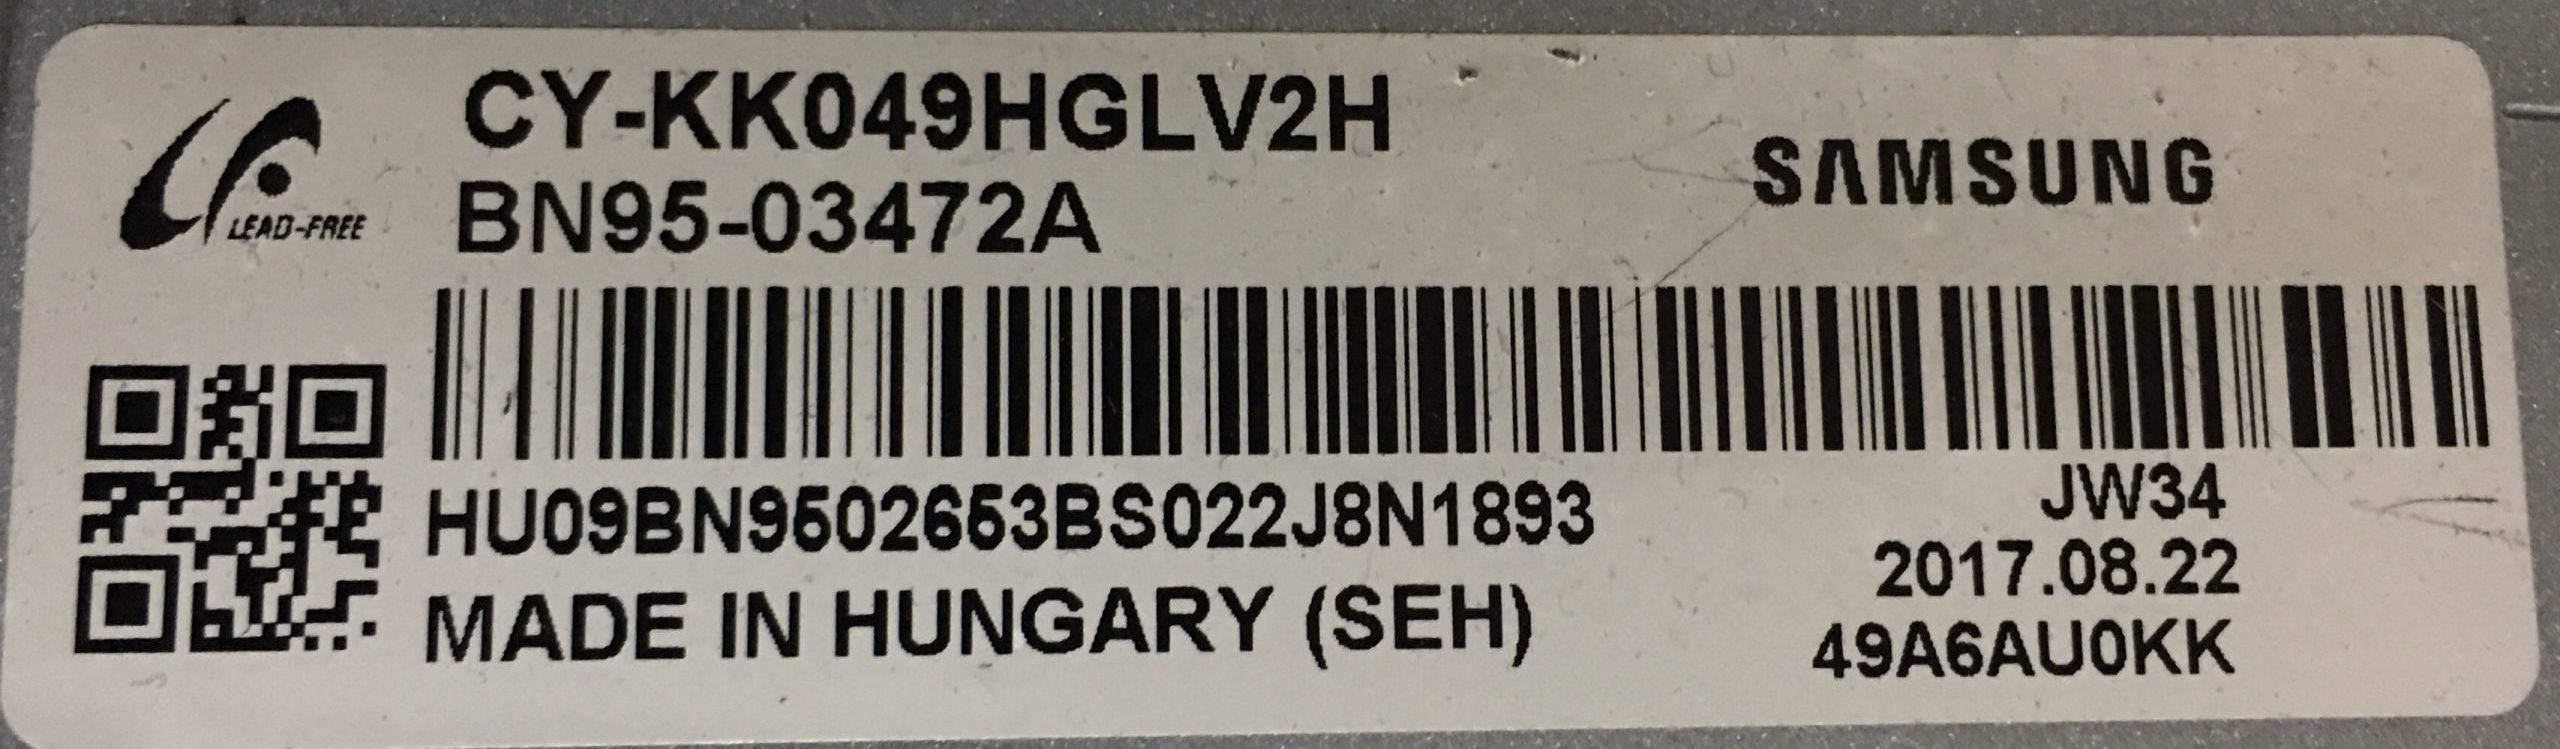 CY-KK049HGLV2H
BN95-03472A
SAMSUNG
LEAD-FREE
HU09BN9502653BS022J8N1893
MADE IN HUNGARY (SEH)
JW34
2017.08.22
49A6AU0KK